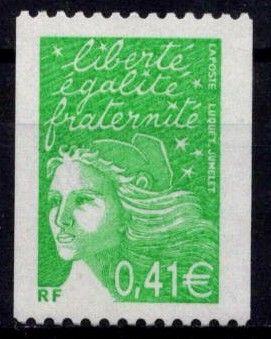 liberté
égalité
fraternité
LA POSTE LUQUET JUMELET
0,41€
RF